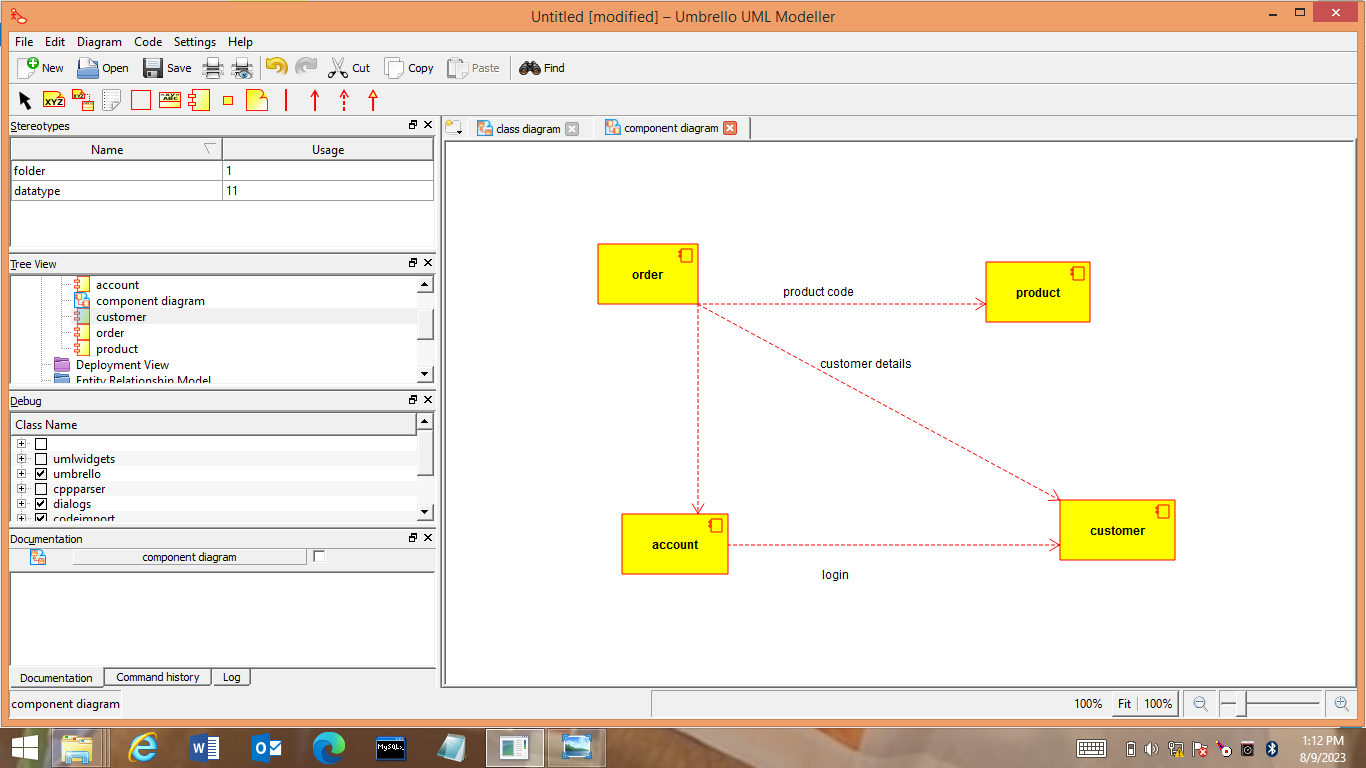 Untitled [modified] – Umbrello UML Modeller
File Edit Diagram Code Settings Help
New Open Save Cut Copy Paste Find
XYZ
Stereotypes
Name Usage
folder 1
datatype 11
Tree View
account
component diagram
customer
order
product
Deployment View
Entity Relationship Model
Debug
Class Name
umlwidgets
umbrello
cppparser
dialogs
codeimport
Documentation
component diagram
Documentation Command history Log
component diagram
class diagram component diagram
order
product code
product
customer details
account
customer
login
100% Fit 100%
MySQL
1:12 PM
8/9/2023